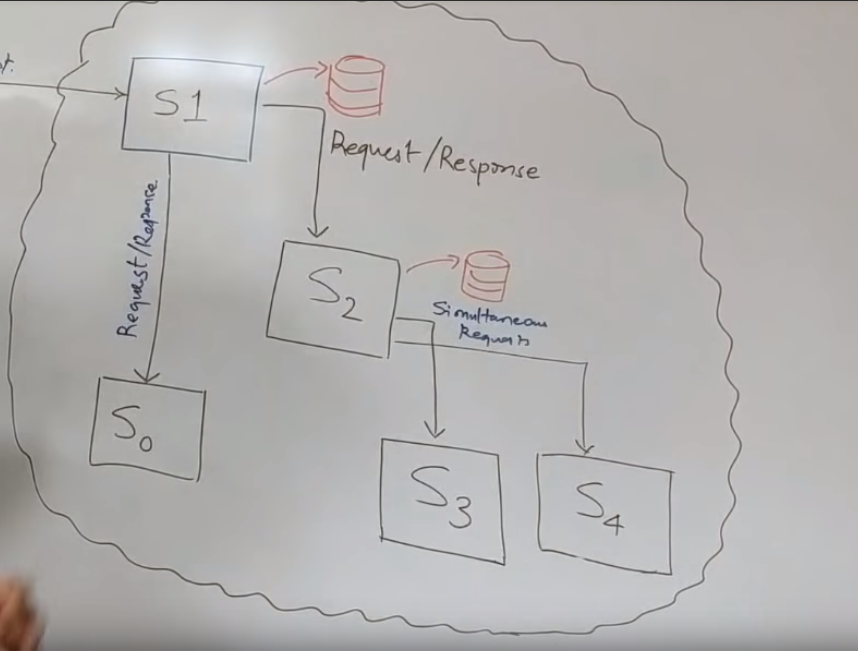 S1
Request/Response
Request/Response
S2
Simultaneous
Requests
S0
S3
S4